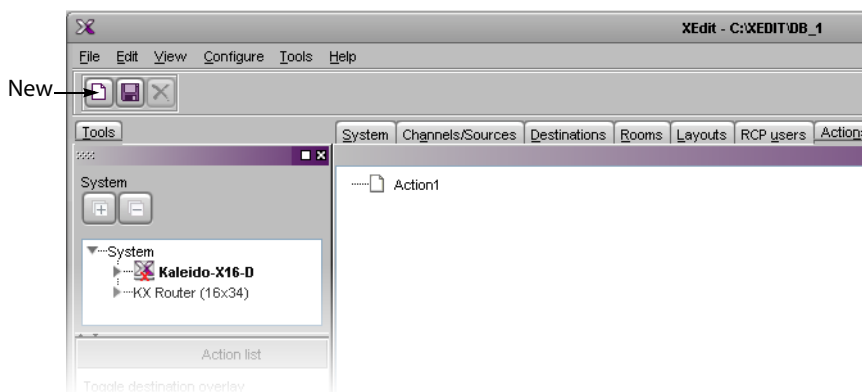 XEdit - C:\XEDIT\DB_1
File Edit View Configure Tools Help
New
Tools
System Channels/Sources Destinations Rooms Layouts RCP users Actions
System
Action1
System
Kaleido-X16-D
KX Router (16x34)
Action list
Toggle destination overlay